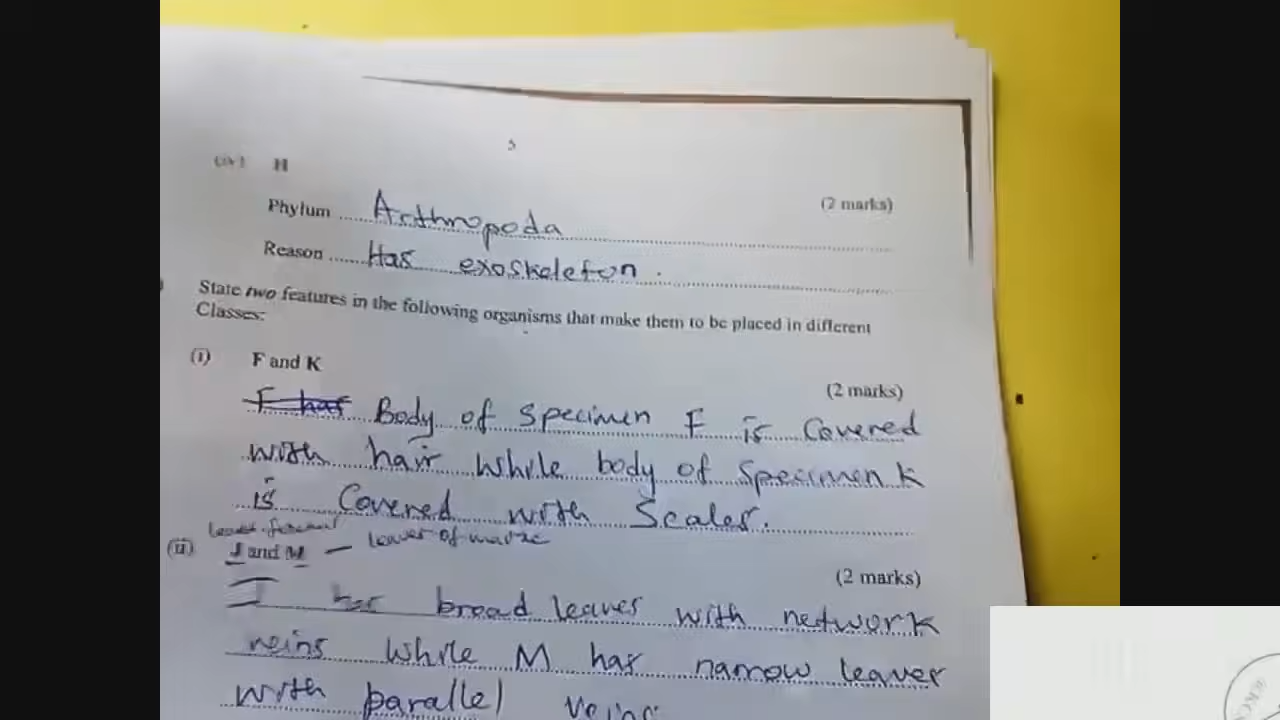 5
(iv) H
Phylum Arthropoda (2 marks)
Reason Has exoskeleton.
State two features in the following organisms that make them to be placed in different
Classes:
(i) F and K
(2 marks)
F has Body of specimen F is Covered
with hair while body of specimen K
is Covered with Scales.
leaves of maize
(ii) J and M
(2 marks)
J has broad leaves with network
veins while M has narrow leaves
with parallel veins